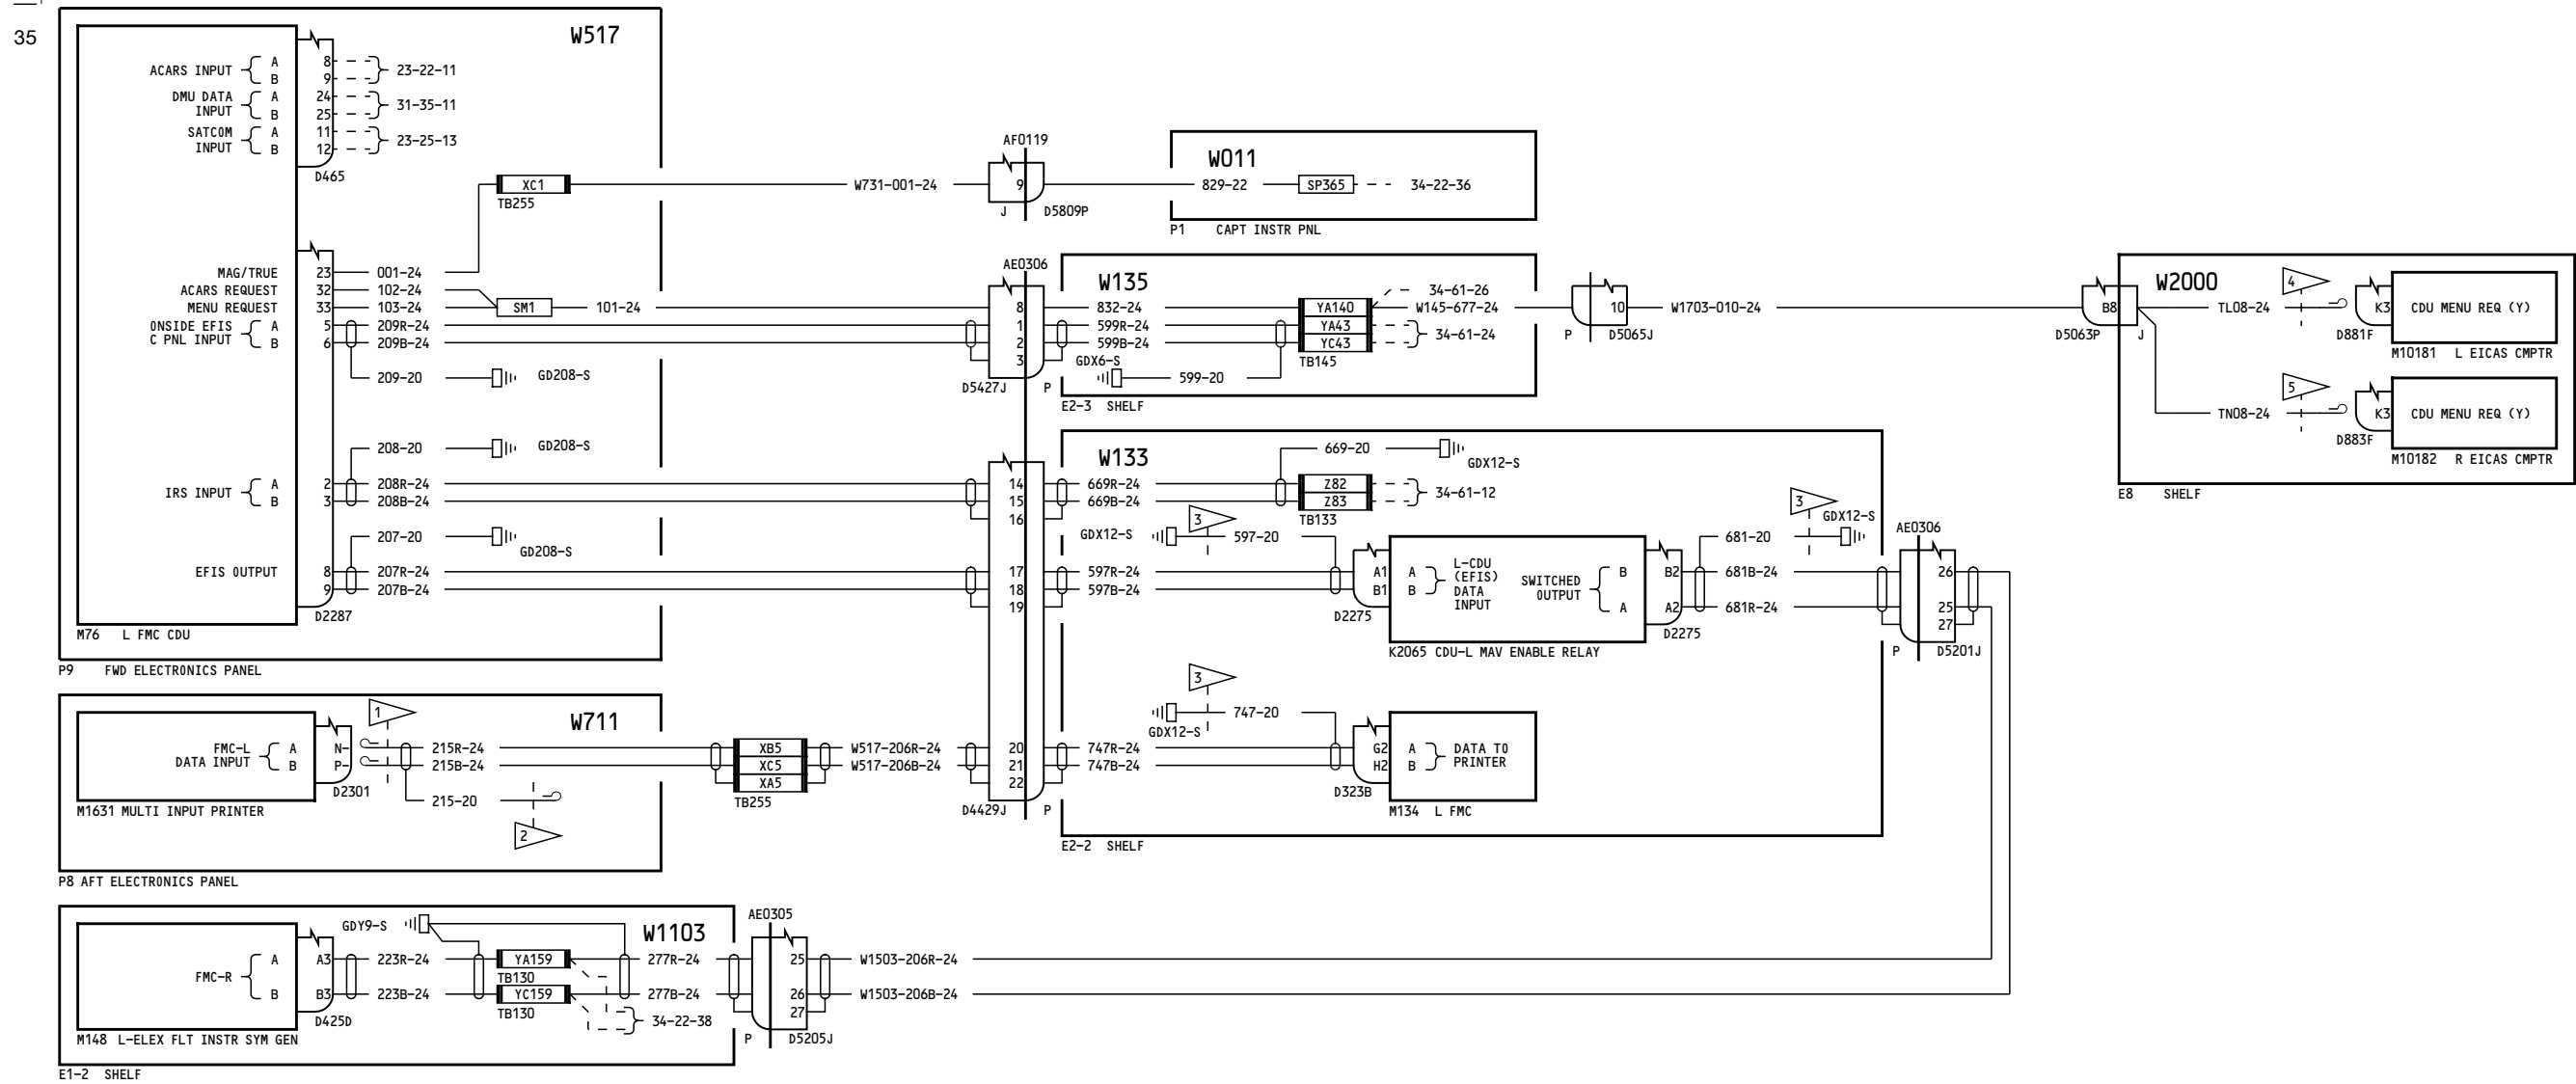 35
W517
ACARS INPUT A 8 23-22-11
B 9
DMU DATA INPUT A 24 31-35-11
B 25
SATCOM INPUT A 11 23-25-13
B 12
D465
XC1
TB255
W731-001-24
AF0119
9
J D5809P
W011
829-22
SP365
34-22-36
P1 CAPT INSTR PNL
MAG/TRUE 23 001-24
ACARS REQUEST 32 102-24
MENU REQUEST 33 103-24
SM1
101-24
ONSIDE EFIS C PNL INPUT A 5 209R-24
B 6 209B-24
209-20
GD208-S
AE0306
8
1
2
3
D5427J P
W135
832-24
599R-24
599B-24
GDX6-S
599-20
YA140
YA43
YC43
TB145
34-61-26
W145-677-24
34-61-24
E2-3 SHELF
10
P D5065J
W1703-010-24
B8
D5063P J
W2000
TL08-24
4
K3
CDU MENU REQ (Y)
D881F
M10181 L EICAS CMPTR
TN08-24
5
K3
CDU MENU REQ (Y)
D883F
M10182 R EICAS CMPTR
E8 SHELF
208-20
GD208-S
IRS INPUT A 2 208R-24
B 3 208B-24
207-20
GD208-S
EFIS OUTPUT 8 207R-24
9 207B-24
D2287
M76 L FMC CDU
P9 FWD ELECTRONICS PANEL
14
15
16
17
18
19
20
21
22
D4429J P
W133
669-20
GDX12-S
669R-24
669B-24
Z82
Z83
TB133
34-61-12
GDX12-S
3
597-20
597R-24
597B-24
A1 A
B1 B
L-CDU (EFIS) DATA INPUT
D2275
SWITCHED OUTPUT
B B2
A A2
D2275
K2065 CDU-L MAV ENABLE RELAY
681-20
3
GDX12-S
681B-24
681R-24
AE0306
26
25
27
P D5201J
3
747-20
GDX12-S
747R-24
747B-24
G2 A
H2 B
DATA TO PRINTER
D323B
M134 L FMC
E2-2 SHELF
W711
1
FMC-L DATA INPUT A N- 215R-24
B P- 215B-24
D2301
215-20
2
M1631 MULTI INPUT PRINTER
P8 AFT ELECTRONICS PANEL
XB5
XC5
XA5
TB255
W517-206R-24
W517-206B-24
W1103
GDY9-S
FMC-R A A3 223R-24
B B3 223B-24
D425D
YA159
TB130
YC159
TB130
277R-24
277B-24
34-22-38
M148 L-ELEX FLT INSTR SYM GEN
E1-2 SHELF
AE0305
25
26
27
P D5205J
W1503-206R-24
W1503-206B-24